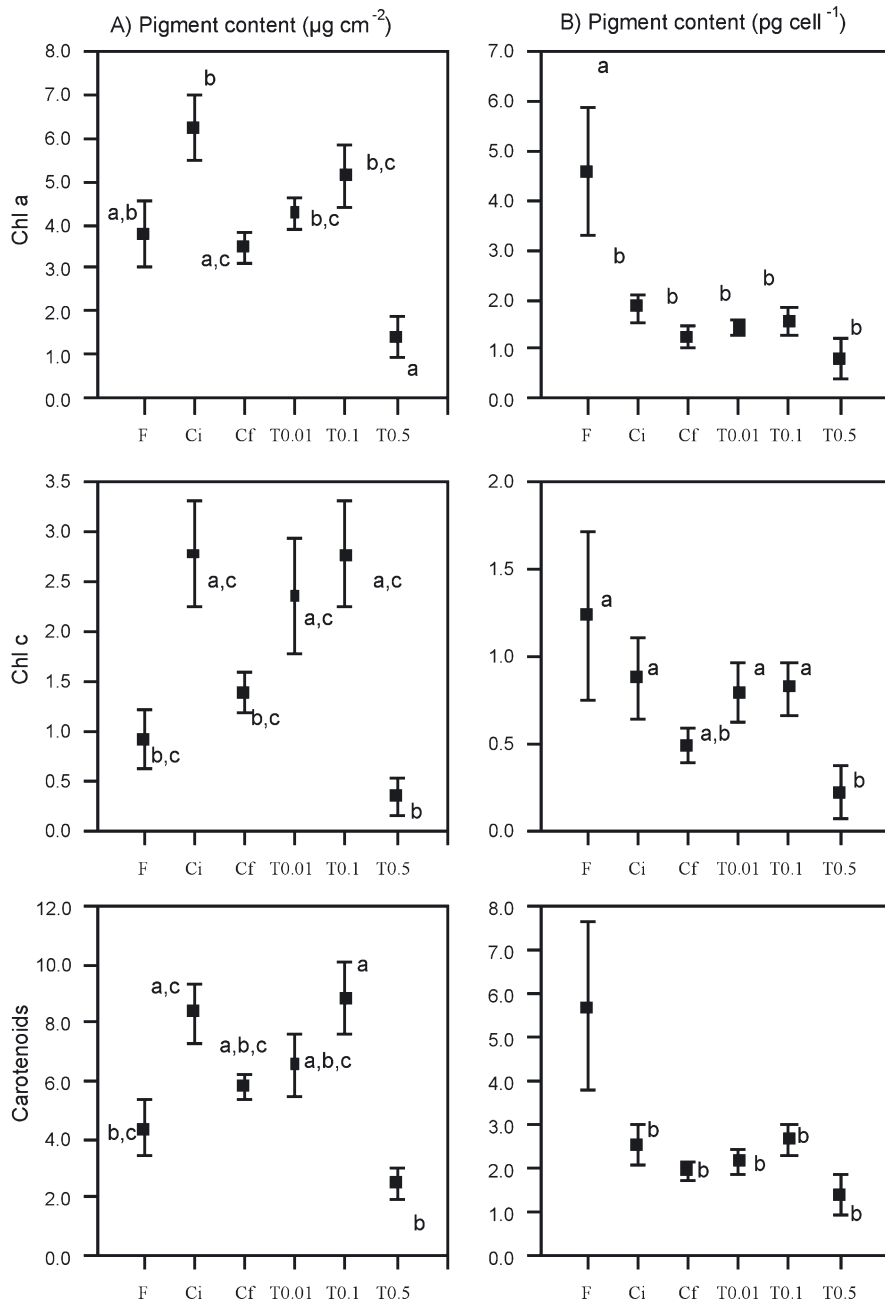 A) Pigment content (µg cm-2)
B) Pigment content (pg cell -1)
Chl a
8.0
7.0
6.0
5.0
4.0
3.0
2.0
1.0
0.0
a,b
b
a,c
b,c
b,c
a
F Ci Cf T0.01 T0.1 T0.5
7.0
6.0
5.0
4.0
3.0
2.0
1.0
0.0
a
b
b
b
b
b
F Ci Cf T0.01 T0.1 T0.5
Chl c
3.5
3.0
2.5
2.0
1.5
1.0
0.5
0.0
b,c
a,c
b,c
a,c
a,c
b
F Ci Cf T0.01 T0.1 T0.5
2.0
1.5
1.0
0.5
0.0
a
a
a,b
a
a
b
F Ci Cf T0.01 T0.1 T0.5
Carotenoids
12.0
10.0
8.0
6.0
4.0
2.0
0.0
b,c
a,c
a,b,c
a,b,c
a
b
F Ci Cf T0.01 T0.1 T0.5
8.0
7.0
6.0
5.0
4.0
3.0
2.0
1.0
0.0
b
b
b
b
b
F Ci Cf T0.01 T0.1 T0.5